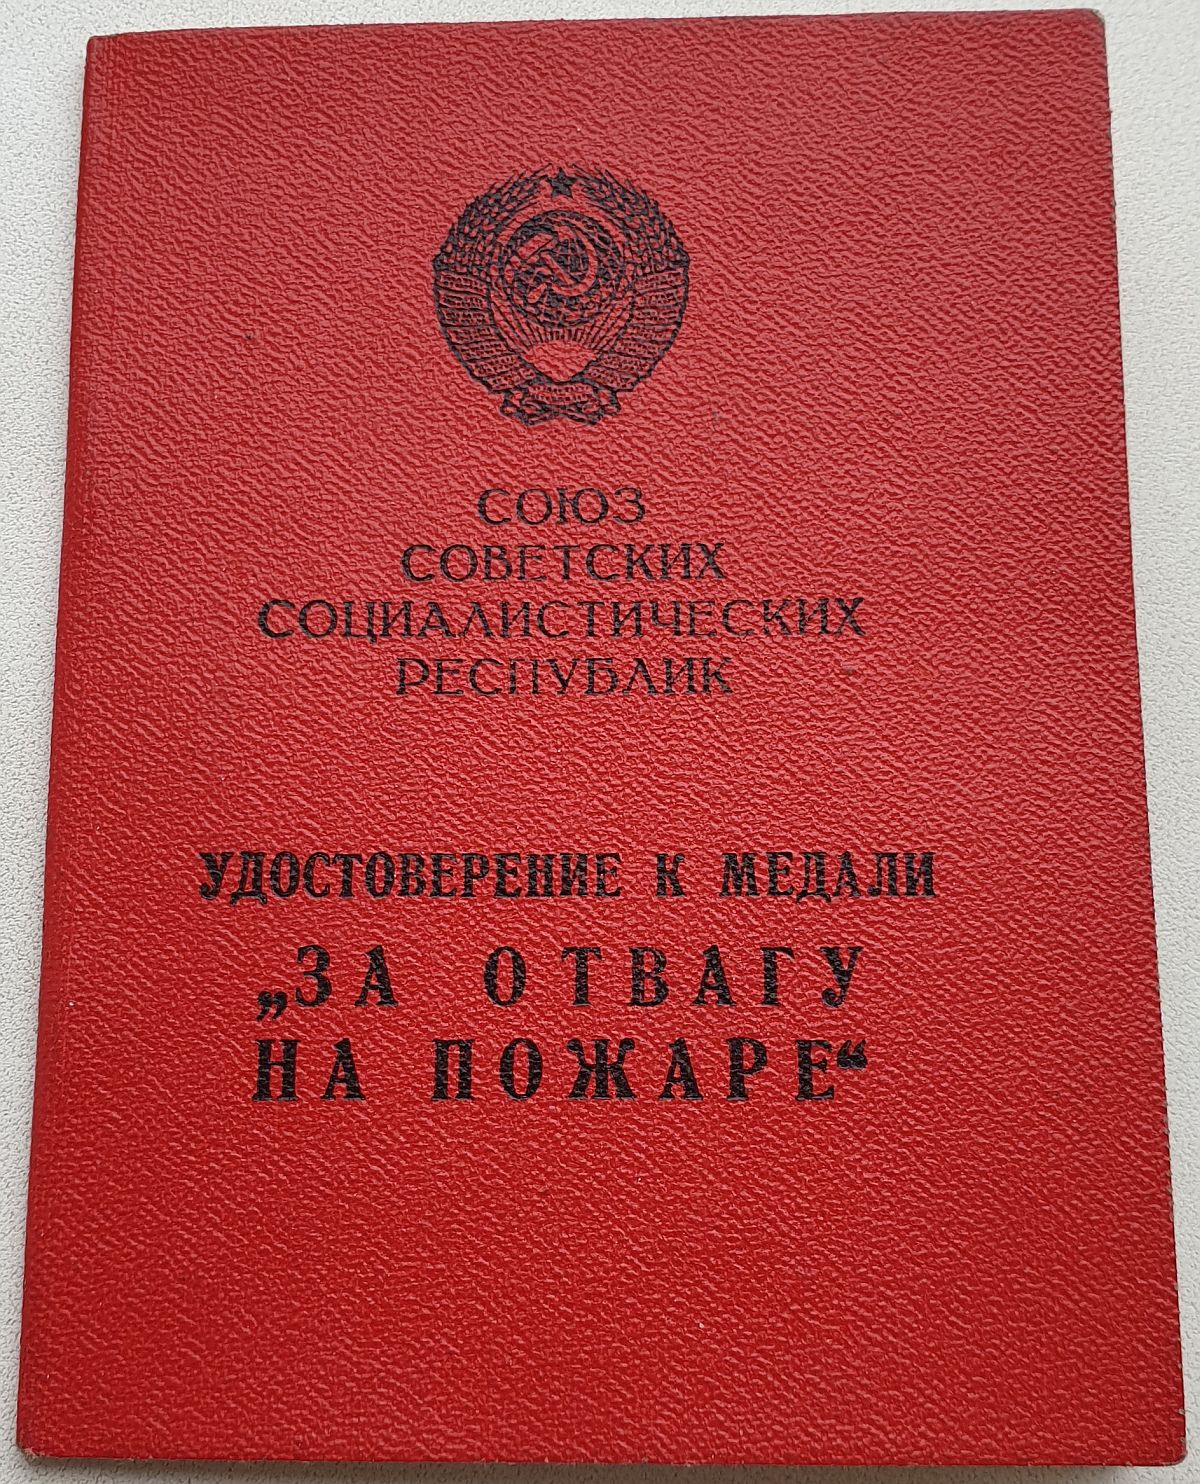 СОЮЗ
СОВЕТСКИХ
СОЦИАЛИСТИЧЕСКИХ
РЕСПУБЛИК
УДОСТОВЕРЕНИЕ К МЕДАЛИ
„ЗА ОТВАГУ
НА ПОЖАРЕ“